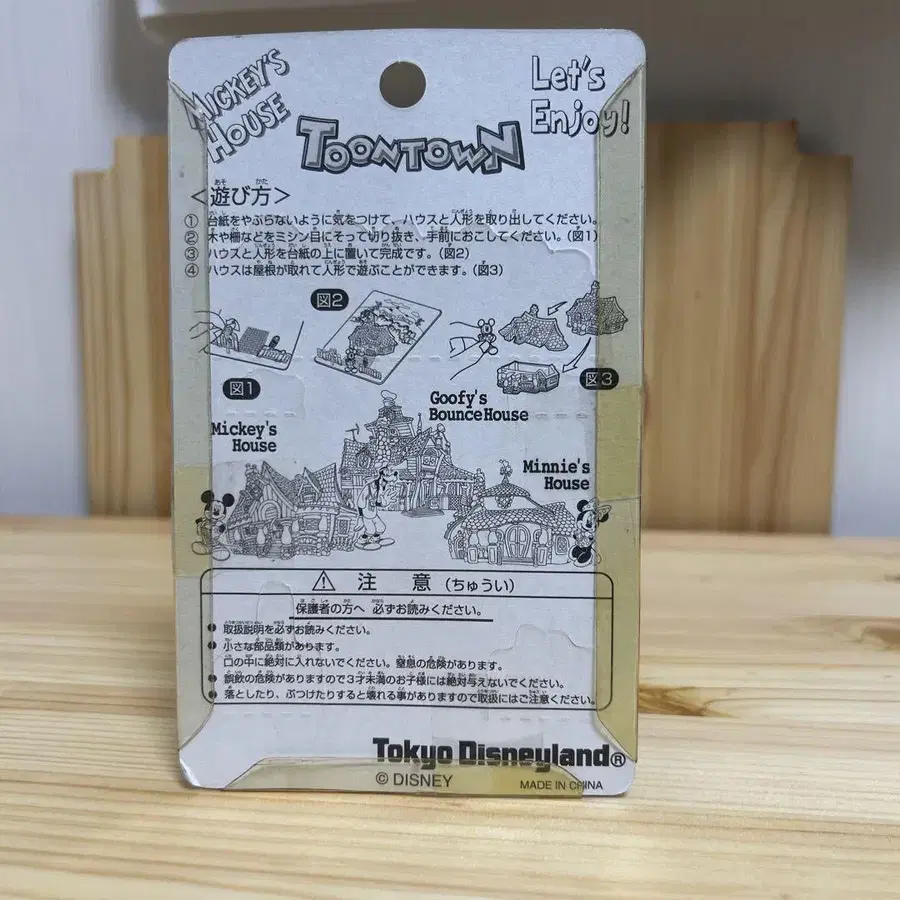 MICKEY'S
HOUSE
TOONTOWN
Let's
Enjoy!
<遊び方>
① 台紙をやぶらないように気をつけて、ハウスと人形を取り出してください。
② 木や柵などをミシン目にそって切り抜き、手前におこしてください。(図1)
③ ハウスと人形を台紙の上に置いて完成です。(図2)
④ ハウスは屋根が取れて人形で遊ぶことができます。(図3)
図2
図1
図3
Goofy's
Bounce House
Mickey's
House
Minnie's
House
⚠ 注 意 (ちゅうい)
保護者の方へ 必ずお読みください。
● 取扱説明を必ずお読みください。
● 小さな部品類があります。
口の中に絶対に入れないでください。窒息の危険があります。
● 誤飲の危険がありますので3才未満のお子様には絶対与えないでください。
● 落としたり、ぶつけたりすると壊れる事がありますので取扱にはご注意ください。
Tokyo Disneyland®
© DISNEY
MADE IN CHINA